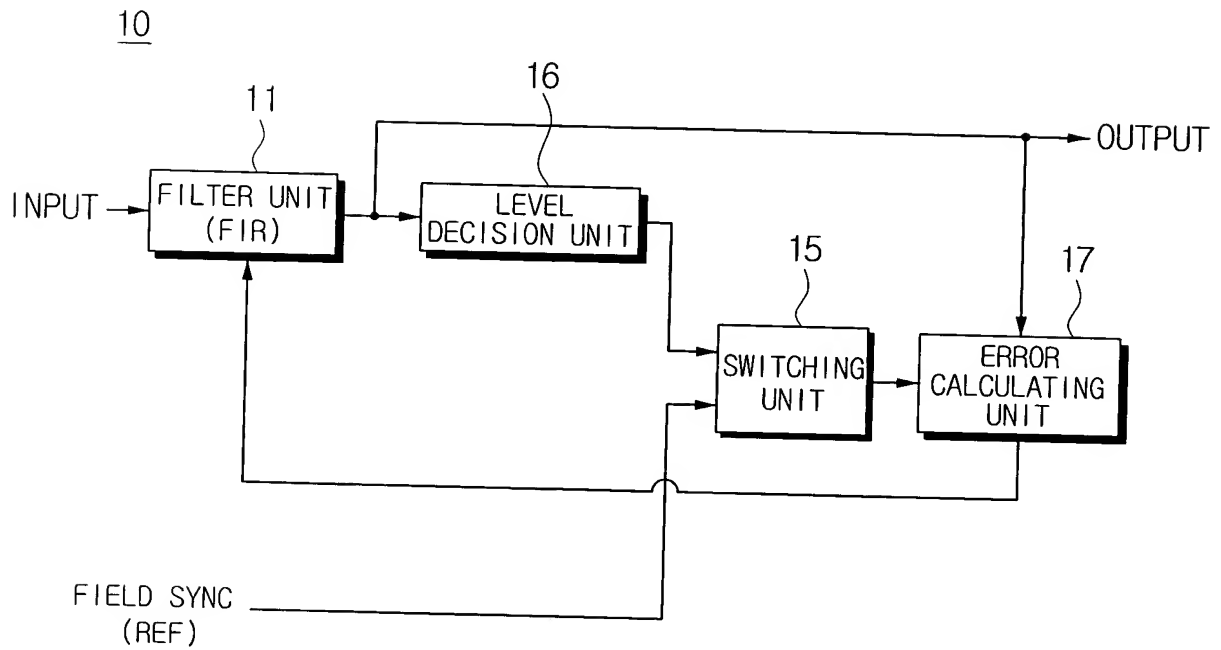 10
11
16
INPUT
FILTER UNIT
(FIR)
LEVEL
DECISION UNIT
OUTPUT
15
17
SWITCHING
UNIT
ERROR
CALCULATING
UNIT
FIELD SYNC
(REF)